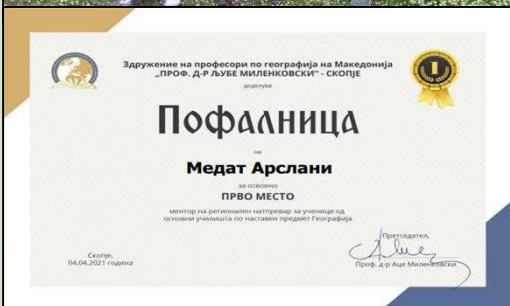 Здружение на професори по географија на Македонија
„ПРОФ. Д-Р ЉУБЕ МИЛЕНКОВСКИ" - СКОПЈЕ
доделува
1
Пофалница
на
Медат Арслани
за освоено
ПРВО МЕСТО
ментор на регионален натпревар за ученици од
основни училишта по наставен предмет Географија
Скопје,
04.04.2021 година
Претседател,
Проф. д-р Аце Миленковски